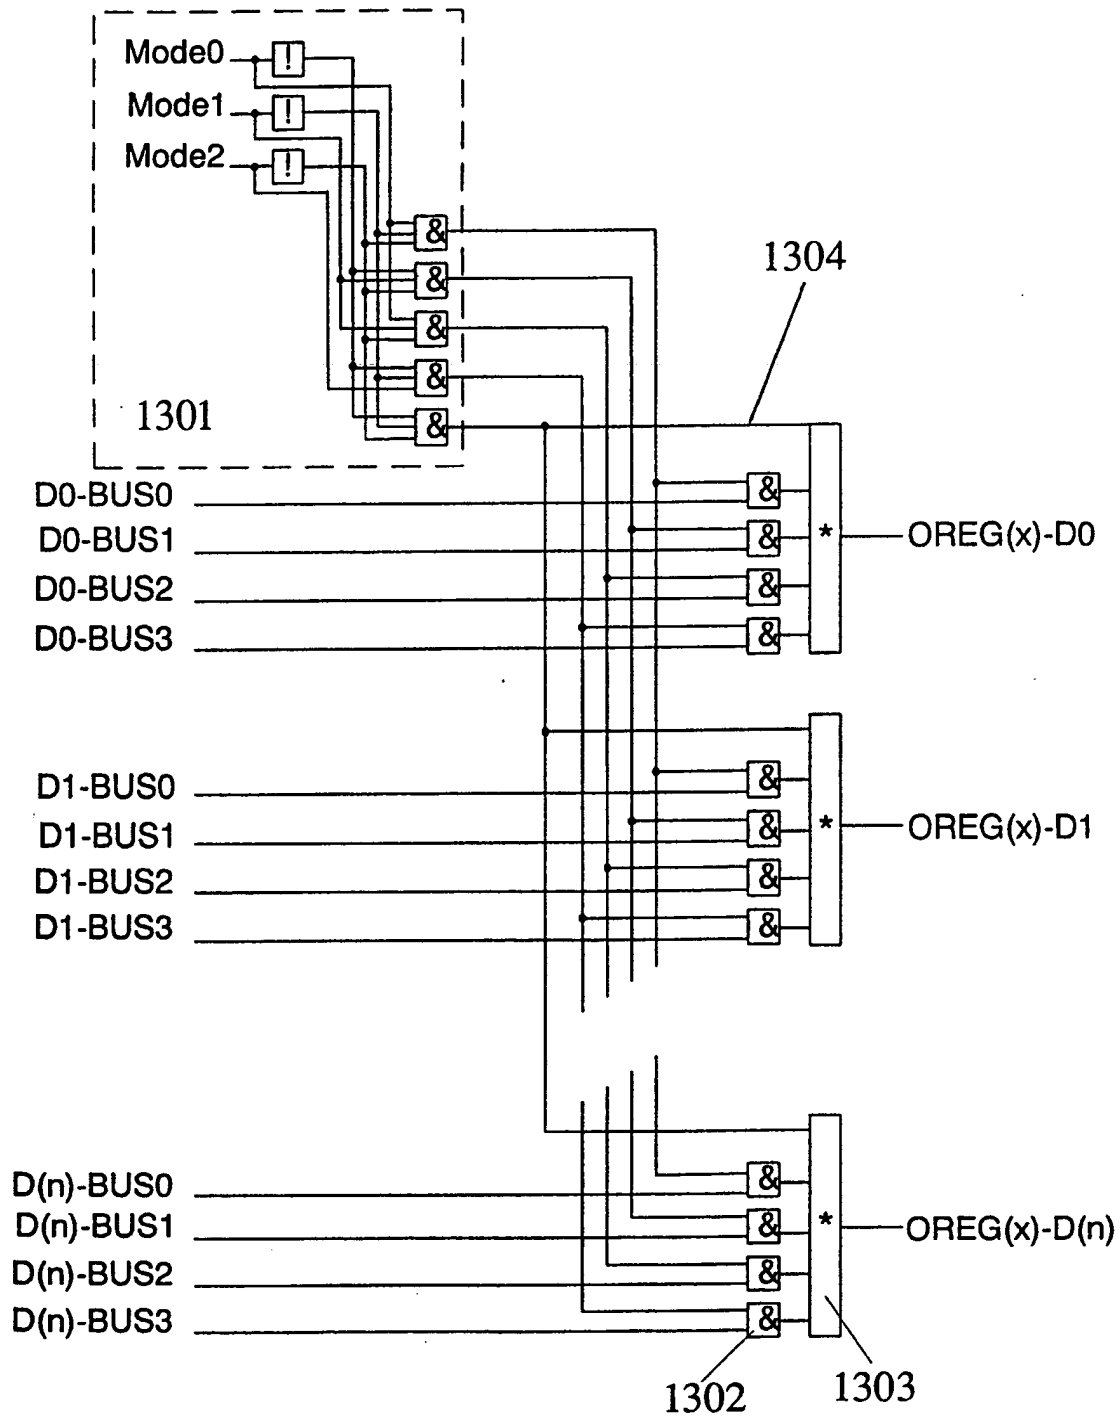 Mode0 !
Mode1 !
Mode2 !
&
&
1304
&
&
1301
&
D0-BUS0 &
D0-BUS1 & * OREG(x)-D0
D0-BUS2 &
D0-BUS3 &
D1-BUS0 &
D1-BUS1 & * OREG(x)-D1
D1-BUS2 &
D1-BUS3 &
D(n)-BUS0 &
D(n)-BUS1 & * OREG(x)-D(n)
D(n)-BUS2 &
D(n)-BUS3 &
1302
1303